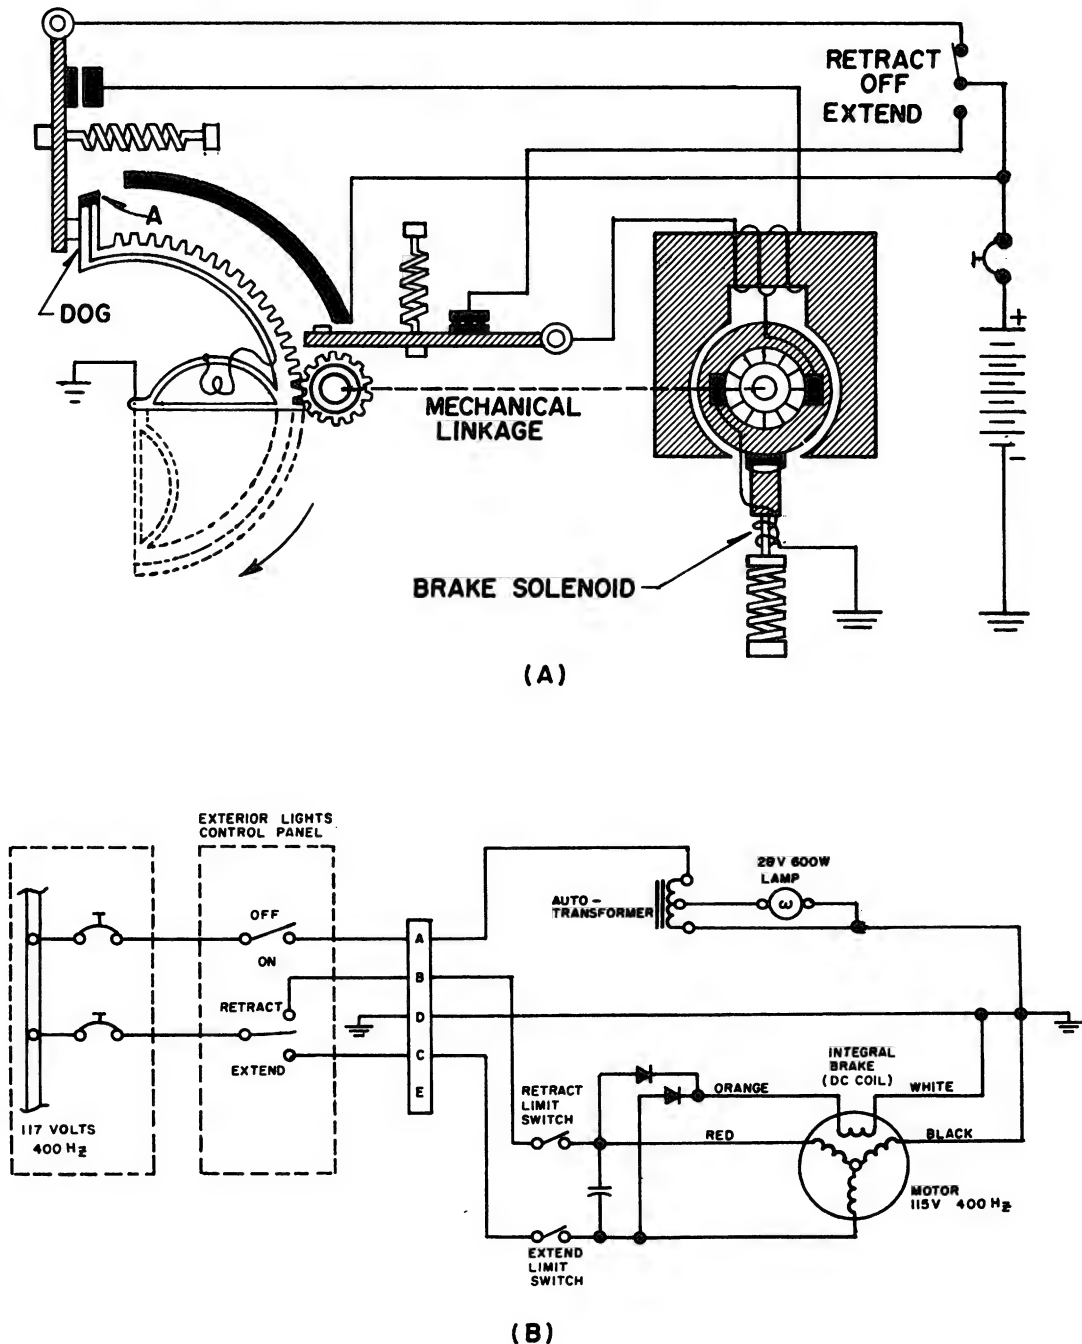 RETRACT
OFF
EXTEND
A
DOG
+
-
MECHANICAL
LINKAGE
BRAKE SOLENOID
(A)
EXTERIOR LIGHTS
CONTROL PANEL
28V 600W
LAMP
AUTO-
TRANSFORMER
ω
OFF
ON
RETRACT
EXTEND
A
B
D
C
E
117 VOLTS
400 Hz
RETRACT
LIMIT
SWITCH
INTEGRAL
BRAKE
(DC COIL)
ORANGE
WHITE
RED
BLACK
MOTOR
115V 400 Hz
EXTEND
LIMIT
SWITCH
(B)